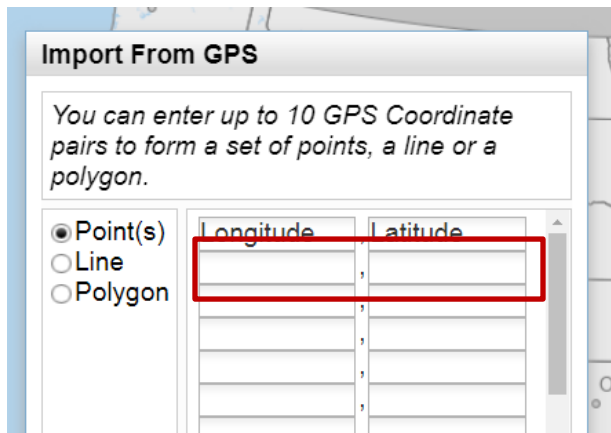 Import From GPS
You can enter up to 10 GPS Coordinate
pairs to form a set of points, a line or a
polygon.
Point(s)
Line
Polygon
Longitude , Latitude
,
,
,
,
,